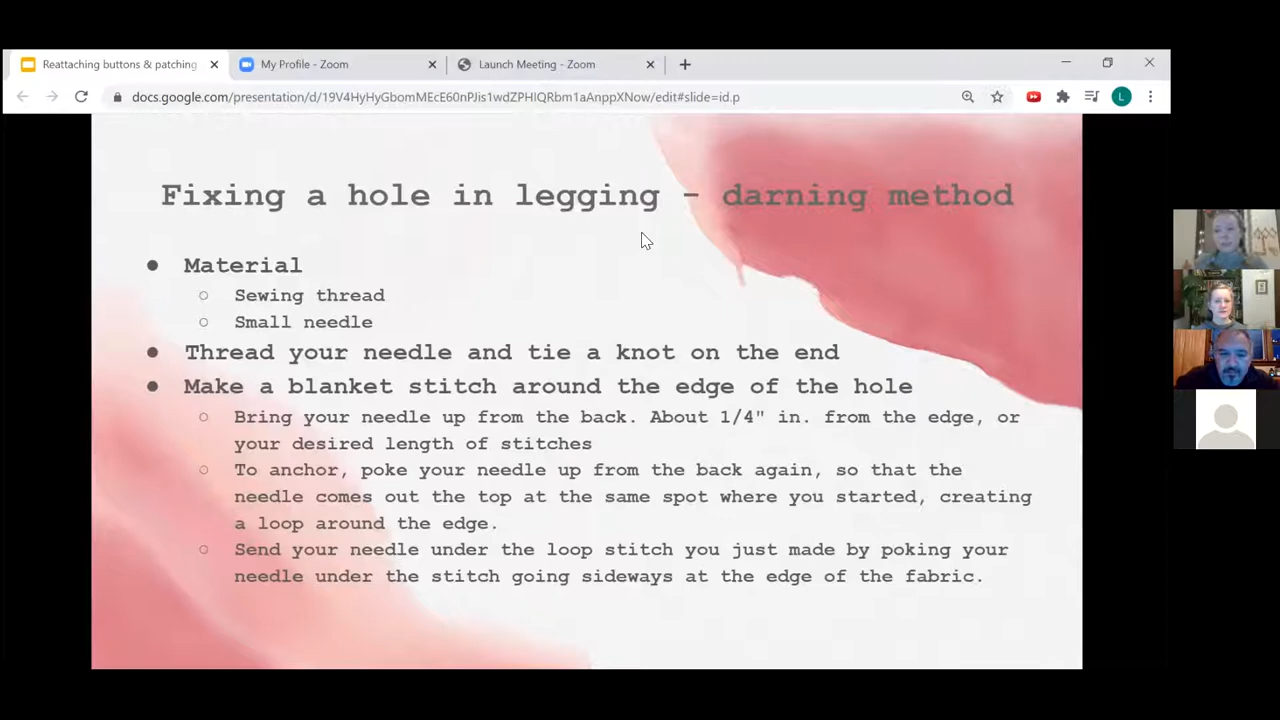 Reattaching buttons & patching
My Profile - Zoom
Launch Meeting - Zoom
docs.google.com/presentation/d/19V4HyHyGbomMEcE60nPJis1wdZPHIQRbm1aAnppXNow/edit#slide=id.p
L
Fixing a hole in legging - darning method
● Material
○ Sewing thread
○ Small needle
● Thread your needle and tie a knot on the end
● Make a blanket stitch around the edge of the hole
○ Bring your needle up from the back. About 1/4" in. from the edge, or
your desired length of stitches
○ To anchor, poke your needle up from the back again, so that the
needle comes out the top at the same spot where you started, creating
a loop around the edge.
○ Send your needle under the loop stitch you just made by poking your
needle under the stitch going sideways at the edge of the fabric.